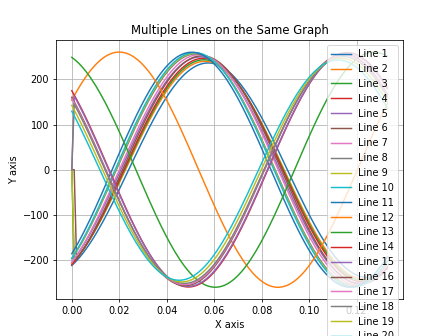 Multiple Lines on the Same Graph
Y axis
200
100
0
−100
−200
0.00
0.02
0.04
0.06
0.08
0.10
X axis
Line 1
Line 2
Line 3
Line 4
Line 5
Line 6
Line 7
Line 8
Line 9
Line 10
Line 11
Line 12
Line 13
Line 14
Line 15
Line 16
Line 17
Line 18
Line 19
Line 20